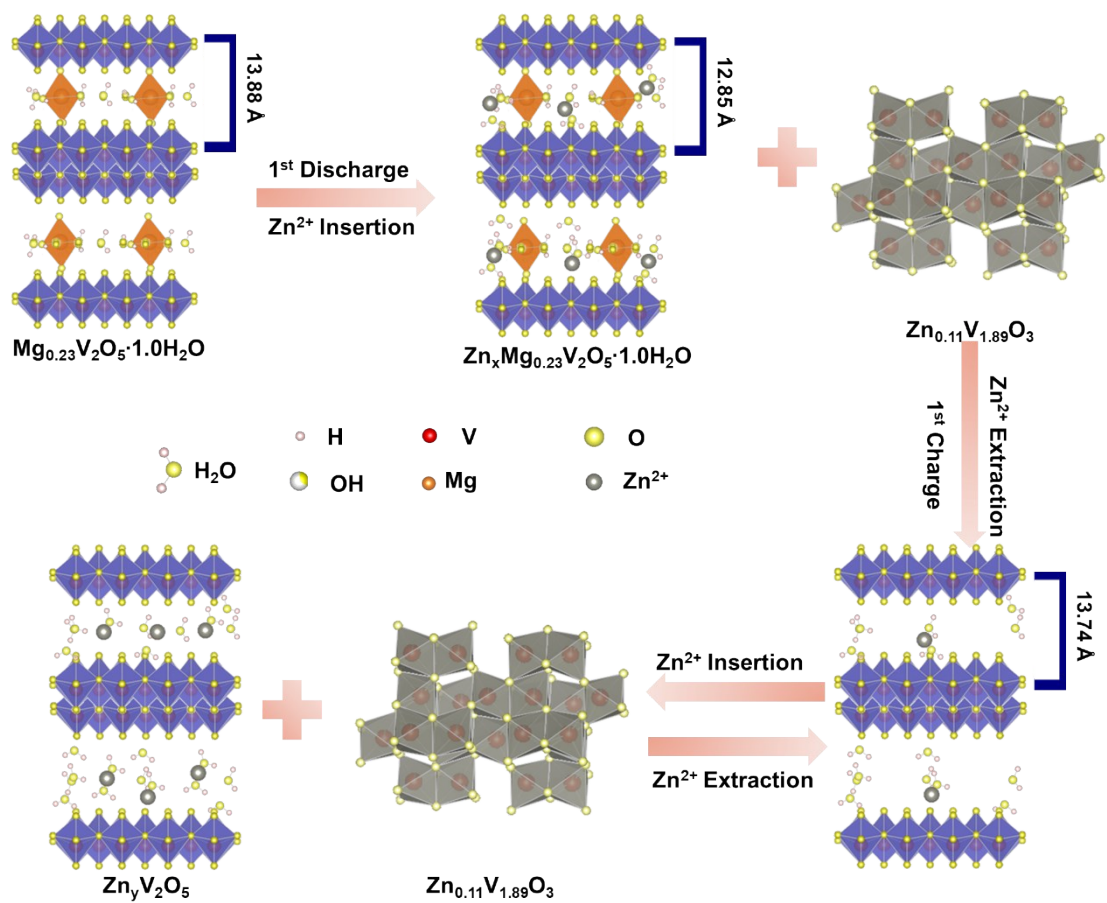 13.88 Å
12.85 Å
1st Discharge
Zn2+ Insertion
Mg0.23V2O5·1.0H2O
ZnxMg0.23V2O5·1.0H2O
Zn0.11V1.89O3
Zn2+ Extraction
1st Charge
H
V
O
H2O
OH
Mg
Zn2+
13.74 Å
Zn2+ Insertion
Zn2+ Extraction
ZnyV2O5
Zn0.11V1.89O3